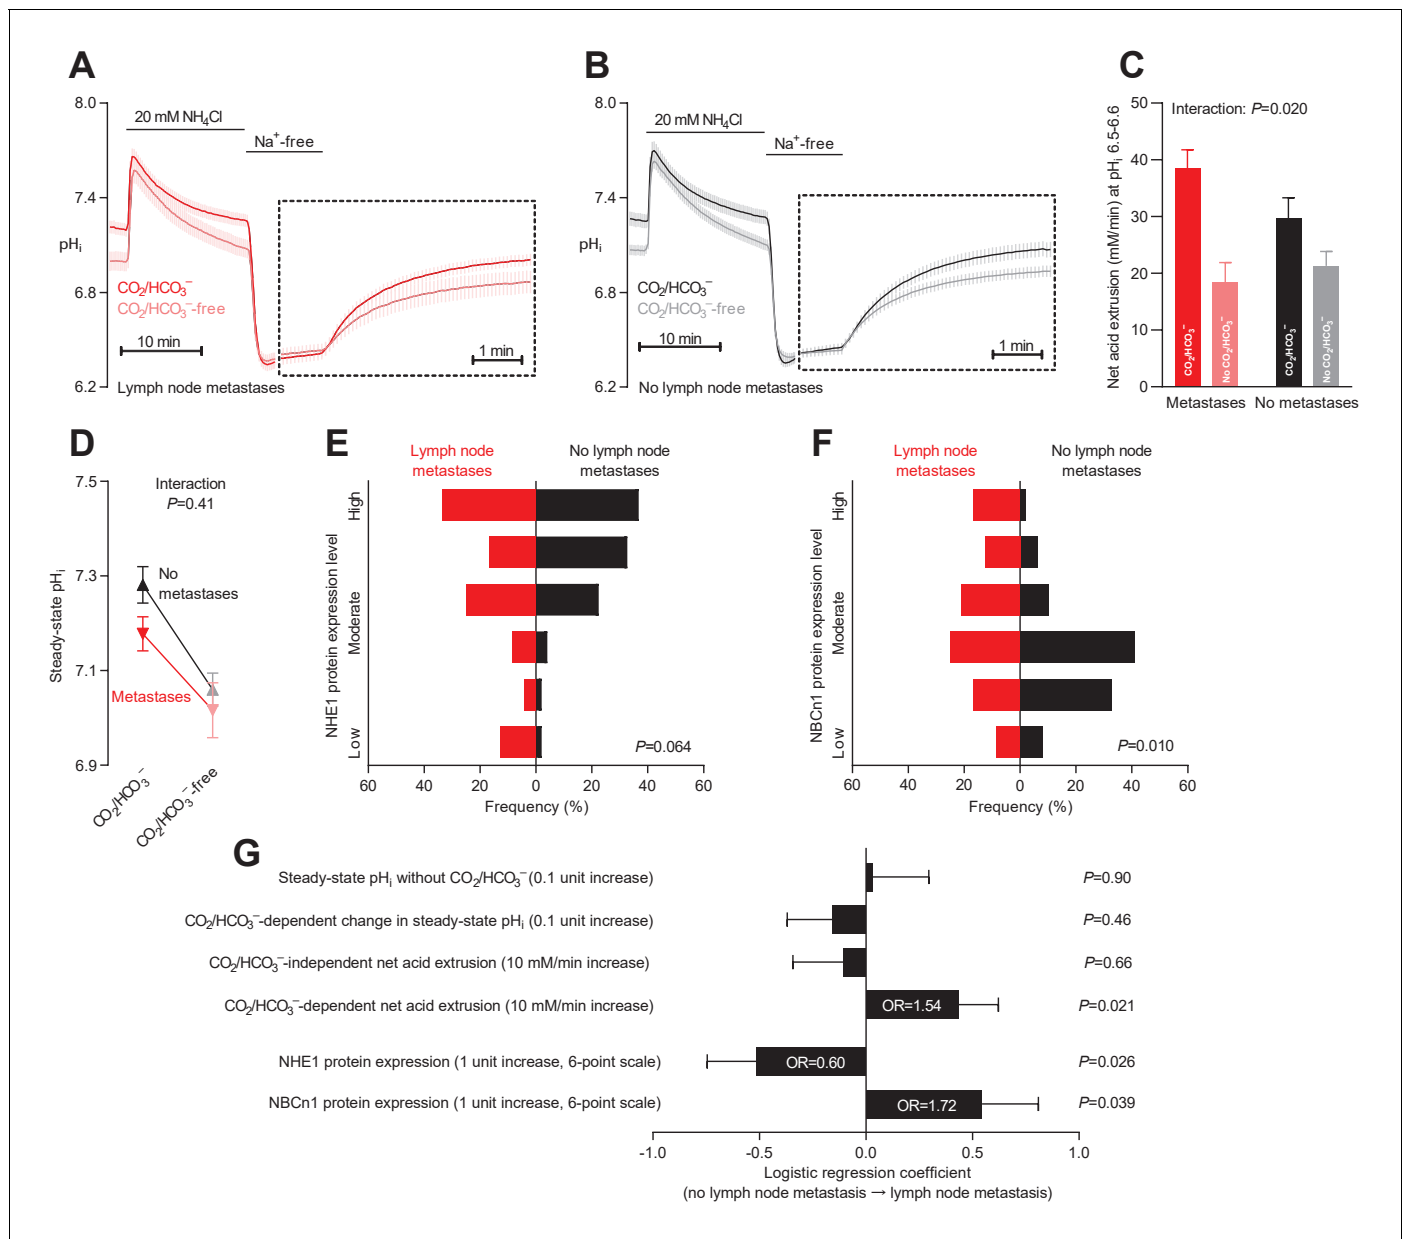 A
8.0
7.4
pHi
6.8
6.2
20 mM NH4Cl
Na+-free
CO2/HCO3−
CO2/HCO3−-free
10 min
1 min
Lymph node metastases
B
8.0
7.4
pHi
6.8
6.2
20 mM NH4Cl
Na+-free
CO2/HCO3−
CO2/HCO3−-free
10 min
1 min
No lymph node metastases
C
Net acid extrusion (mM/min) at pHi 6.5-6.6
50
40
30
20
10
0
Interaction: P=0.020
CO2/HCO3−
No CO2/HCO3−
CO2/HCO3−
No CO2/HCO3−
Metastases
No metastases
D
Steady-state pHi
7.5
7.3
7.1
6.9
Interaction
P=0.41
No
metastases
Metastases
CO2/HCO3−
CO2/HCO3−-free
E
Lymph node
metastases
No lymph node
metastases
NHE1 protein expression level
High
Moderate
Low
P=0.064
60 40 20 0 20 40 60
Frequency (%)
F
Lymph node
metastases
No lymph node
metastases
NBCn1 protein expression level
High
Moderate
Low
P=0.010
60 40 20 0 20 40 60
Frequency (%)
G
Steady-state pHi without CO2/HCO3− (0.1 unit increase)
P=0.90
CO2/HCO3−-dependent change in steady-state pHi (0.1 unit increase)
P=0.46
CO2/HCO3−-independent net acid extrusion (10 mM/min increase)
P=0.66
CO2/HCO3−-dependent net acid extrusion (10 mM/min increase)
OR=1.54
P=0.021
NHE1 protein expression (1 unit increase, 6-point scale)
OR=0.60
P=0.026
NBCn1 protein expression (1 unit increase, 6-point scale)
OR=1.72
P=0.039
-1.0 -0.5 0.0 0.5 1.0
Logistic regression coefficient
(no lymph node metastasis → lymph node metastasis)